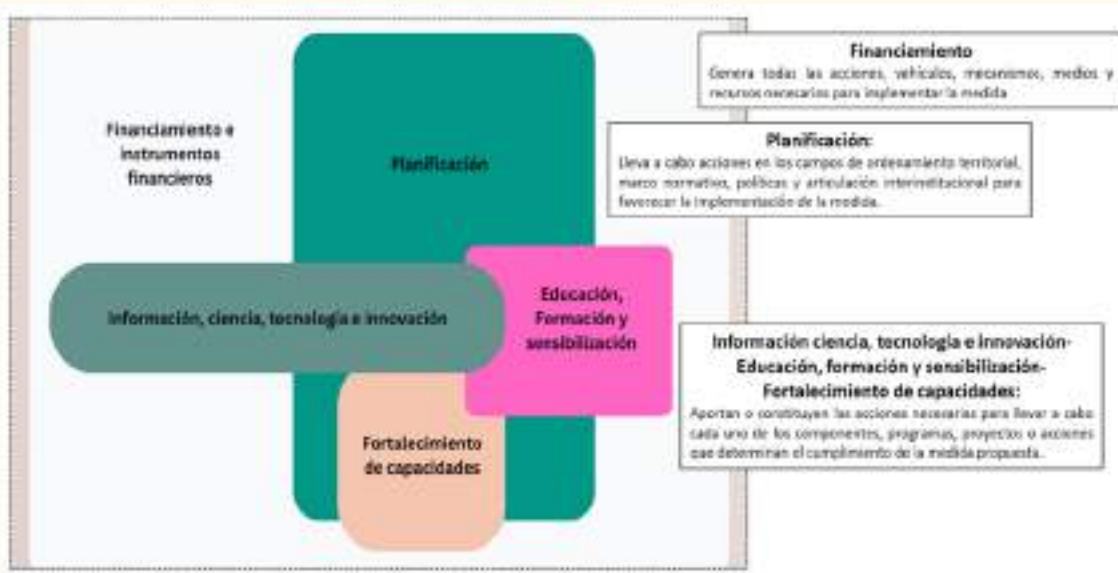 Financiamiento e
instrumentos
financieros
Planificación
Información, ciencia, tecnología e innovación
Educación,
Formación y
sensibilización
Fortalecimiento
de capacidades
Financiamiento
Genera todas las acciones, vehículos, mecanismos, medios y
recursos necesarios para implementar la medida
Planificación:
Lleva a cabo acciones en los campos de ordenamiento territorial,
marco normativo, políticas y articulación interinstitucional para
favorecer la implementación de la medida.
Información ciencia, tecnología e innovación-
Educación, formación y sensibilización-
Fortalecimiento de capacidades:
Aportan o constituyen las acciones necesarias para llevar a cabo
cada uno de los componentes, programas, proyectos o acciones
que determinan el cumplimiento de la medida propuesta.